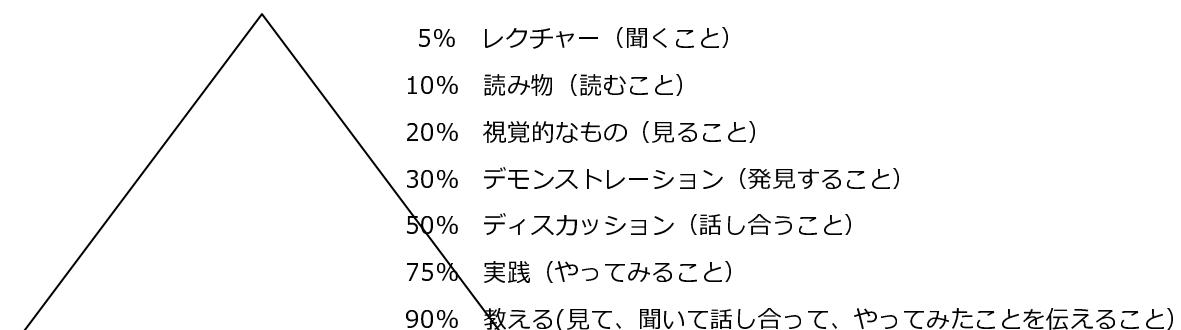 5% レクチャー（聞くこと）
10% 読み物（読むこと）
20% 視覚的なもの（見ること）
30% デモンストレーション（発見すること）
50% ディスカッション（話し合うこと）
75% 実践（やってみること）
90% 教える(見て、聞いて話し合って、やってみたことを伝えること）